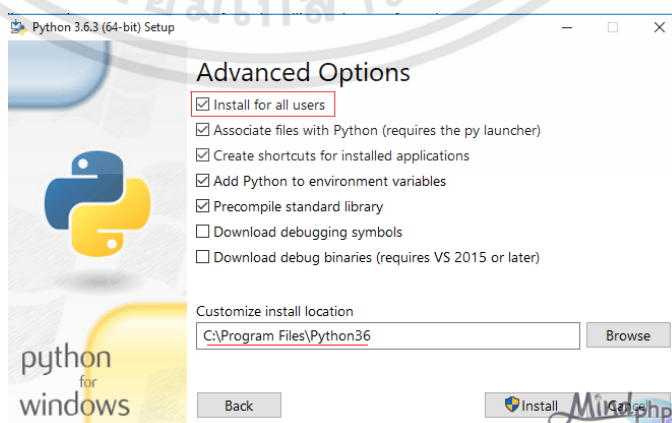 Python 3.6.3 (64-bit) Setup
Advanced Options
Install for all users
Associate files with Python (requires the py launcher)
Create shortcuts for installed applications
Add Python to environment variables
Precompile standard library
Download debugging symbols
Download debug binaries (requires VS 2015 or later)
Customize install location
C:\Program Files\Python36
Browse
python
for
windows
Back
Install
Cancel
Mindphp